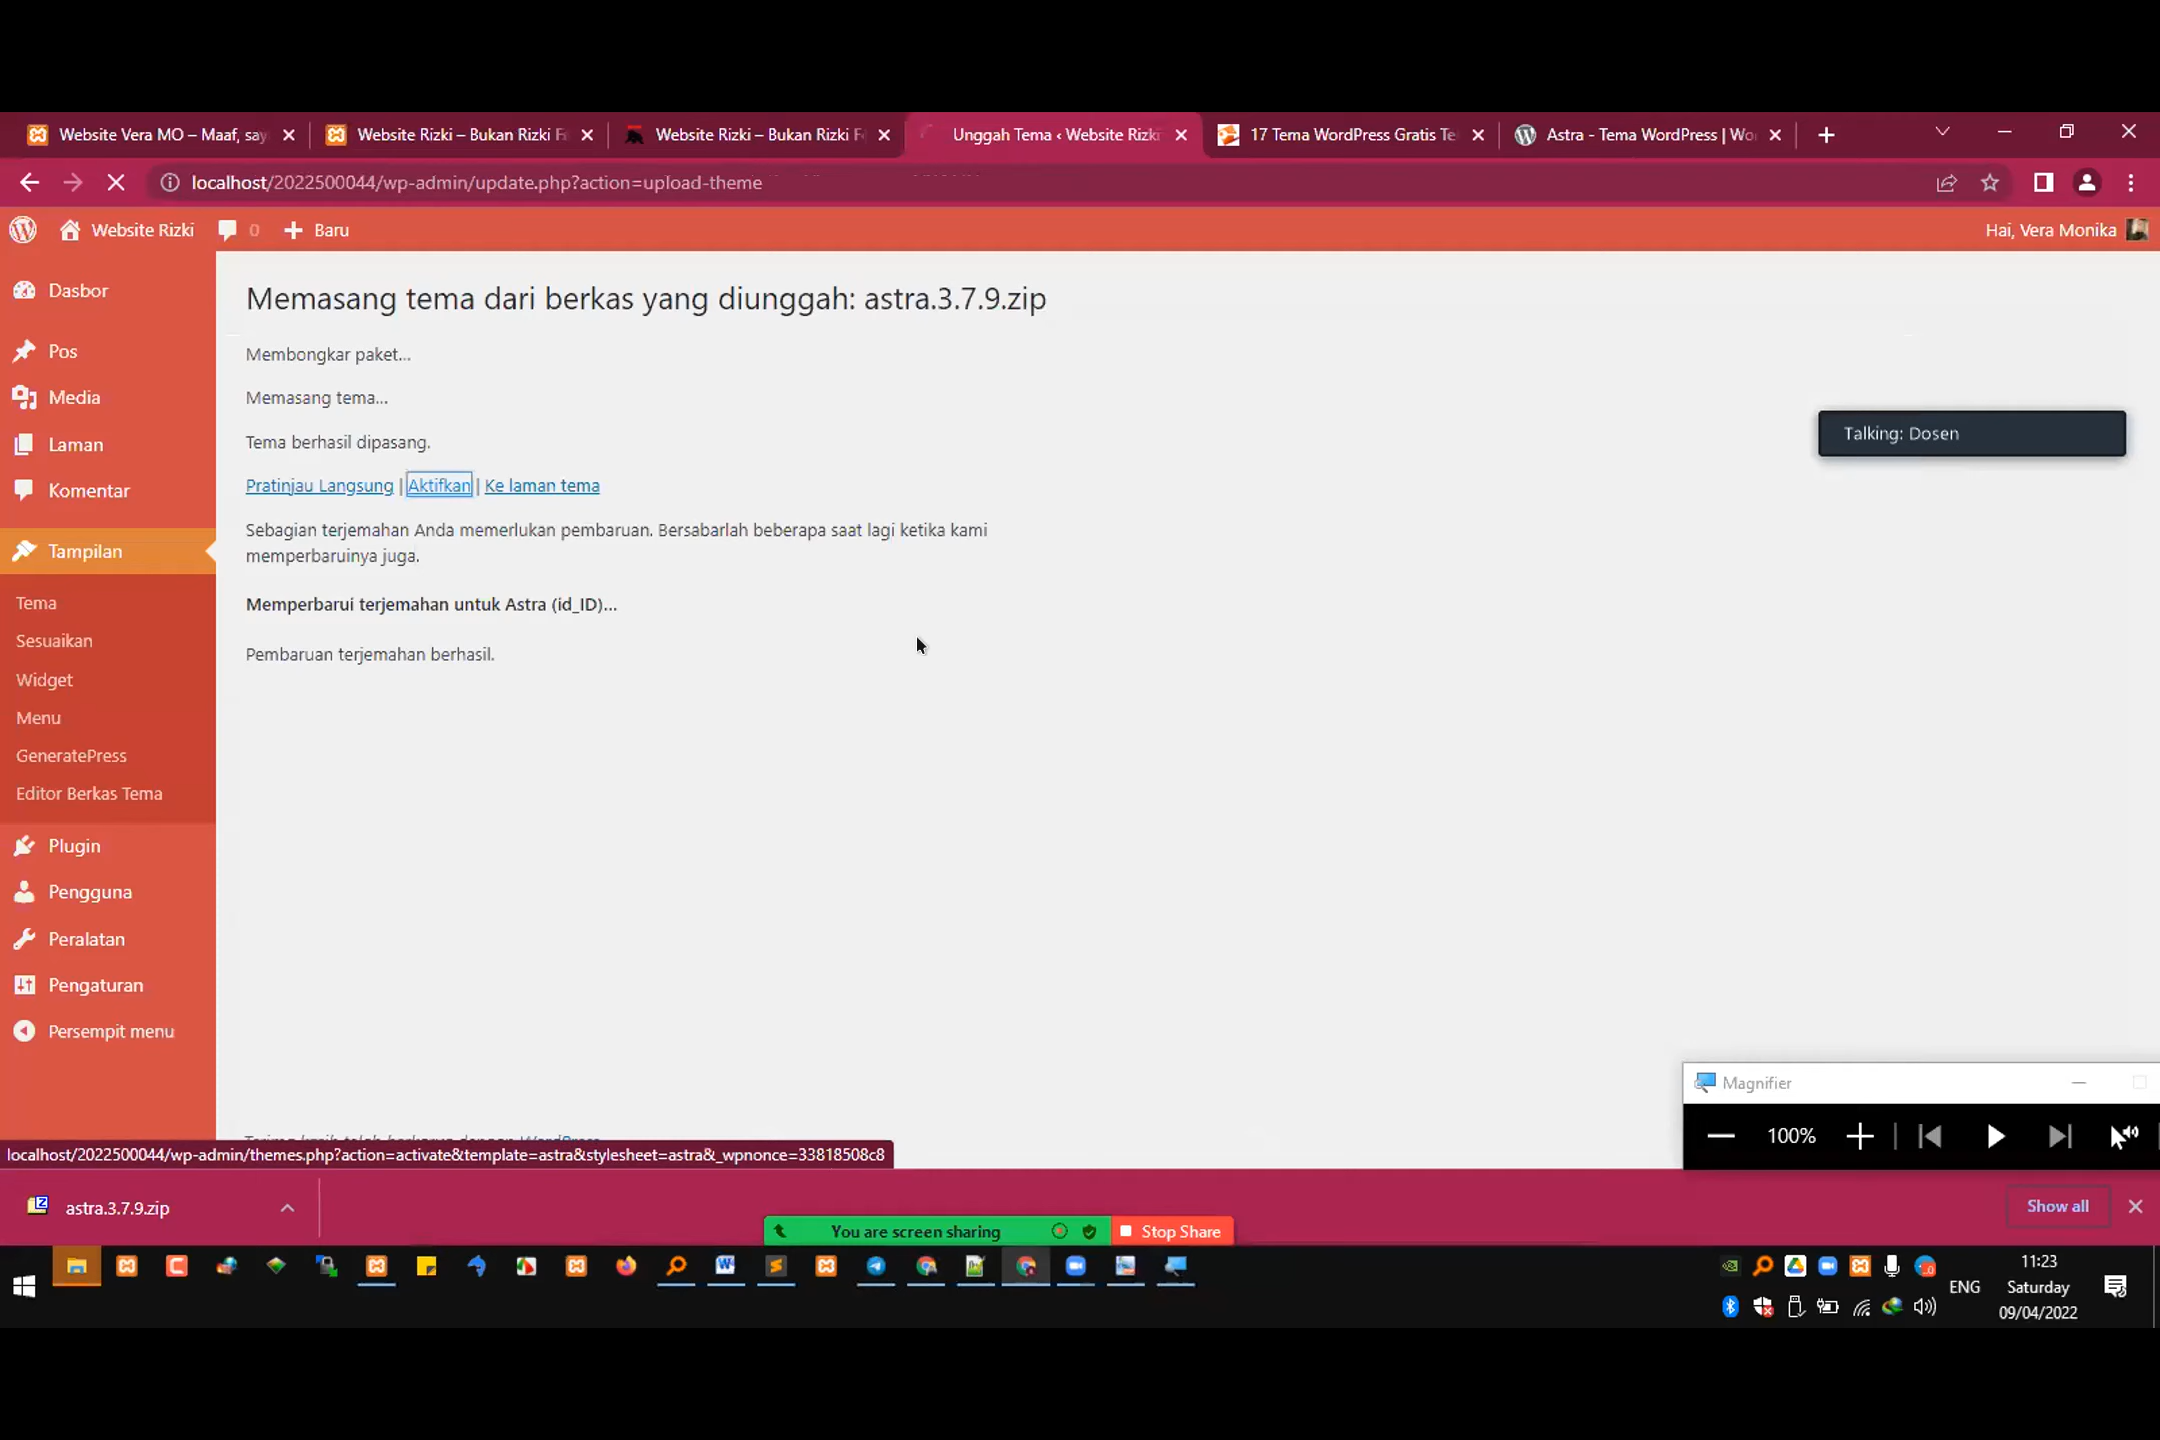 Website Vera MO – Maaf, say
Website Rizki – Bukan Rizki F
Website Rizki – Bukan Rizki F
Unggah Tema ‹ Website Rizki
17 Tema WordPress Gratis Te
Astra - Tema WordPress | Wo
localhost/2022500044/wp-admin/update.php?action=upload-theme
Website Rizki
0
Baru
Hai, Vera Monika
Dasbor
Pos
Media
Laman
Komentar
Tampilan
Tema
Sesuaikan
Widget
Menu
GeneratePress
Editor Berkas Tema
Plugin
Pengguna
Peralatan
Pengaturan
Persempit menu
Memasang tema dari berkas yang diunggah: astra.3.7.9.zip
Membongkar paket...
Memasang tema...
Tema berhasil dipasang.
Pratinjau Langsung | Aktifkan | Ke laman tema
Sebagian terjemahan Anda memerlukan pembaruan. Bersabarlah beberapa saat lagi ketika kami
memperbaruinya juga.
Memperbarui terjemahan untuk Astra (id_ID)...
Pembaruan terjemahan berhasil.
Talking: Dosen
Magnifier
100%
localhost/2022500044/wp-admin/themes.php?action=activate&template=astra&stylesheet=astra&_wpnonce=33818508c8
astra.3.7.9.zip
Show all
You are screen sharing
Stop Share
ENG
11:23
Saturday
09/04/2022